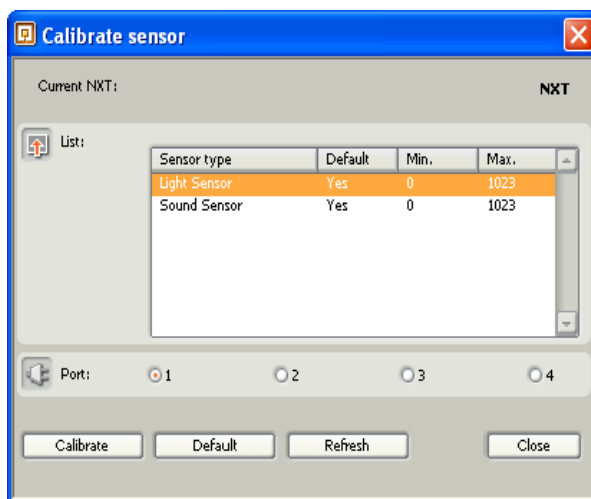 Calibrate sensor
Current NXT: NXT
List:
Sensor type Default Min. Max.
Light Sensor Yes 0 1023
Sound Sensor Yes 0 1023
Port: 1 2 3 4
Calibrate Default Refresh Close